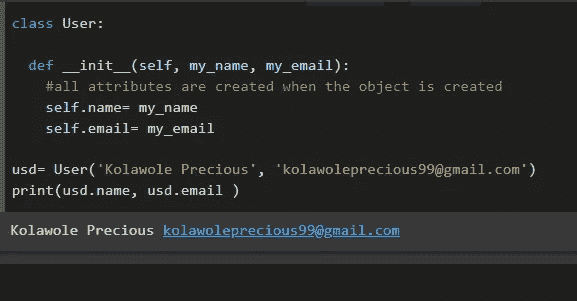 class User:
def __init__(self, my_name, my_email):
#all attributes are created when the object is created
self.name= my_name
self.email= my_email
usd= User('Kolawole Precious', 'kolawoleprecious99@gmail.com')
print(usd.name, usd.email )
Kolawole Precious kolawoleprecious99@gmail.com